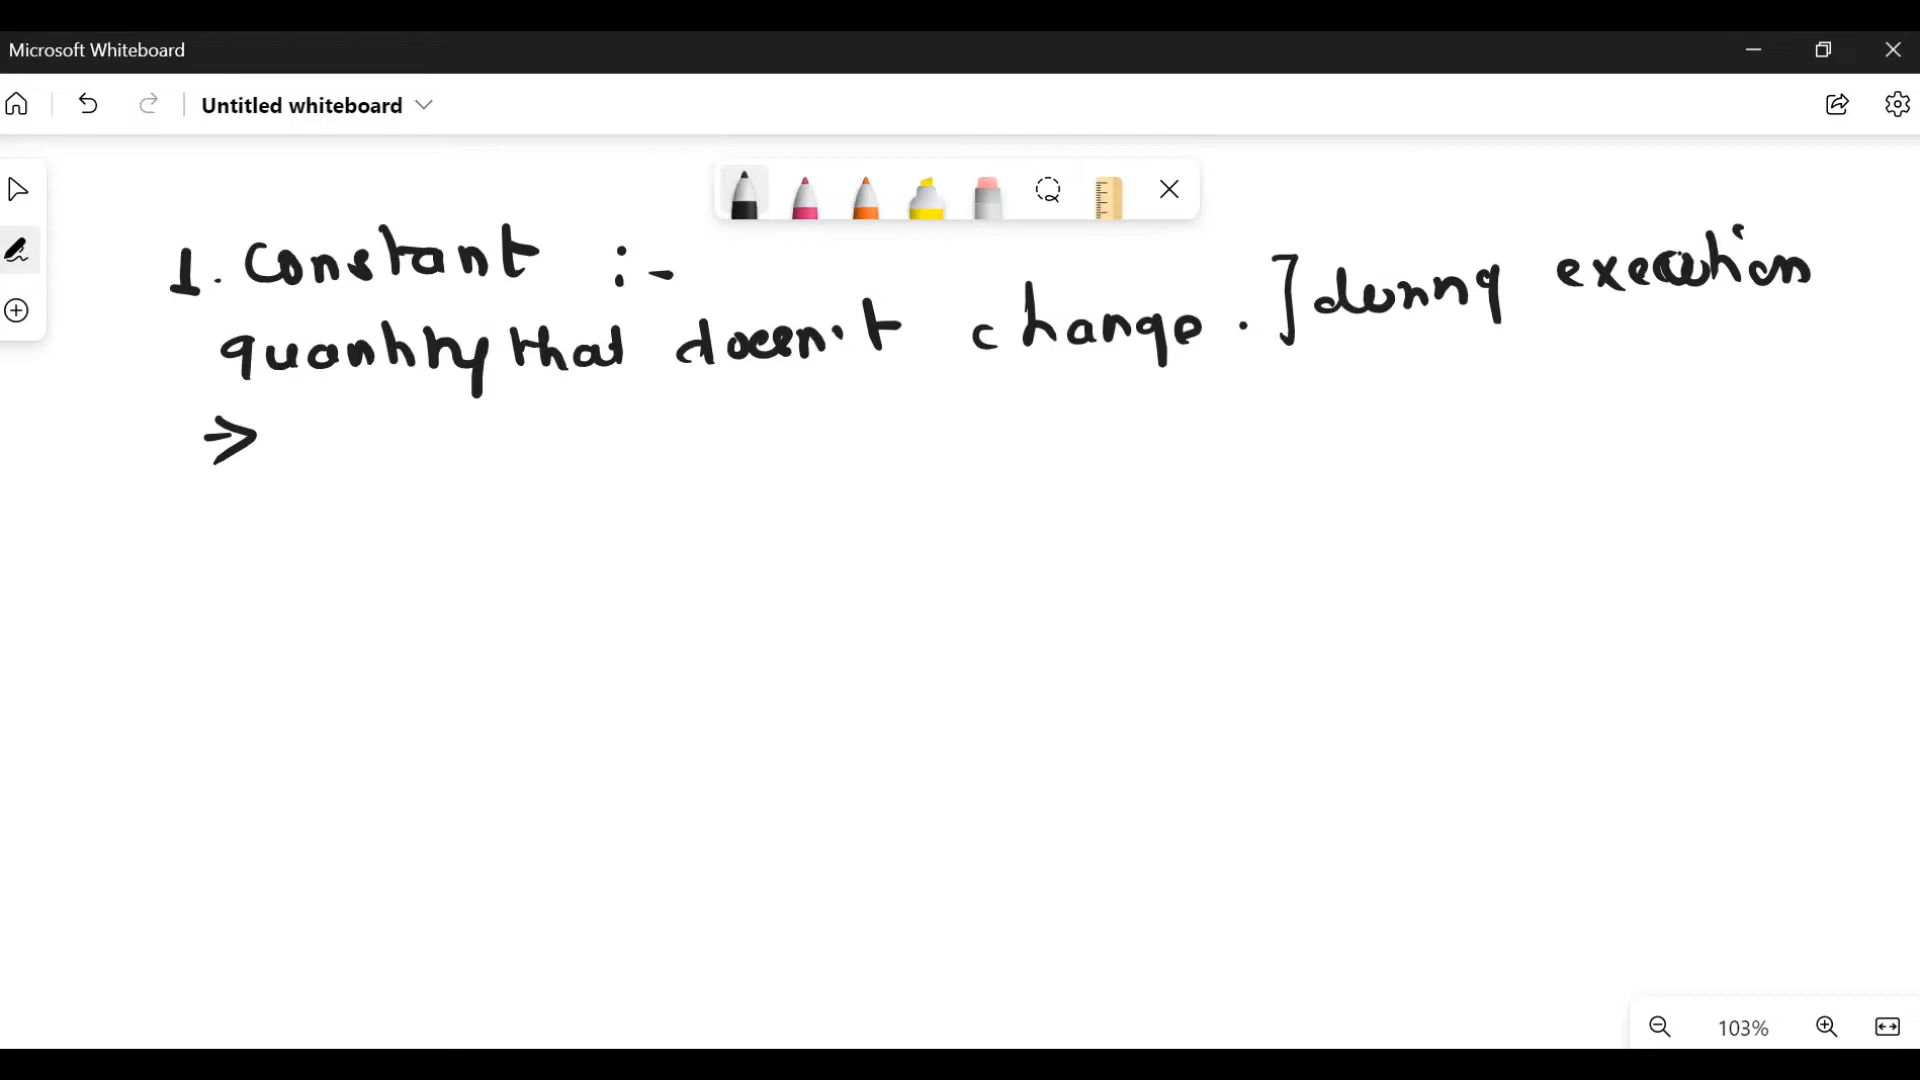 Microsoft Whiteboard
Untitled whiteboard
1. Constant :-
quantity that doesn't change . ] during execution
⇒
103%